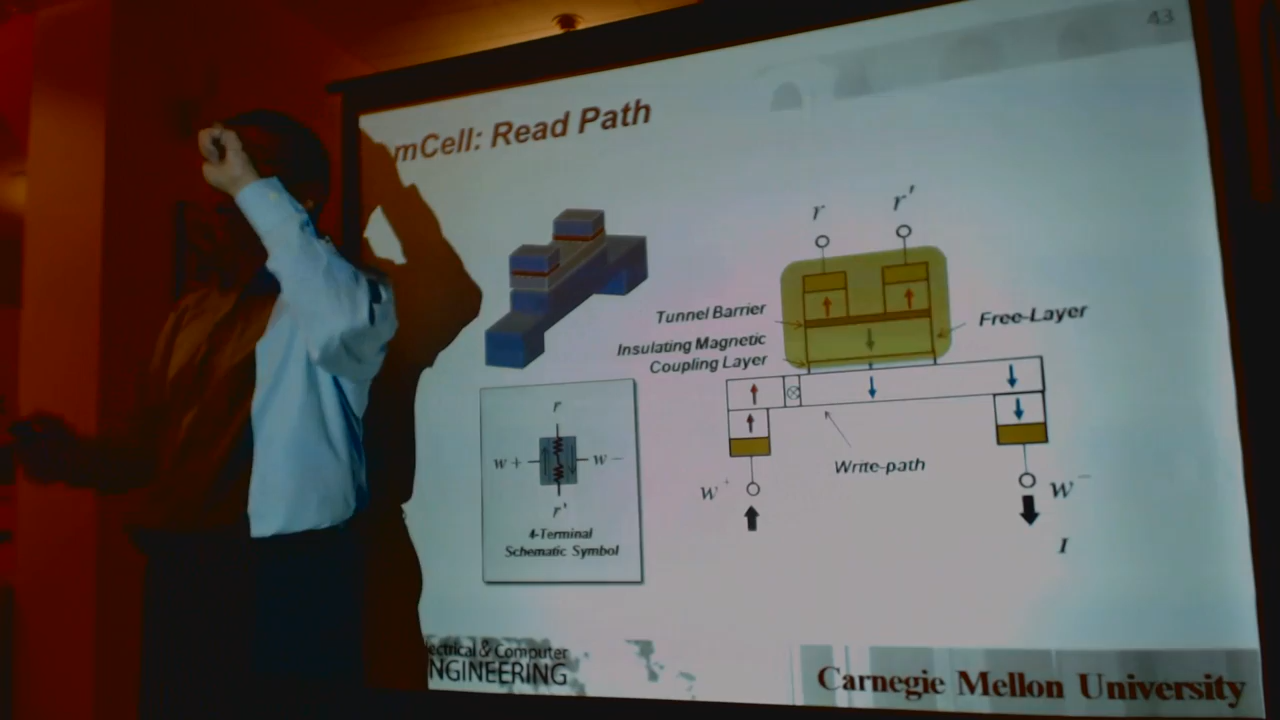 43
mCell: Read Path
r
r'
Tunnel Barrier
Free-Layer
Insulating Magnetic
Coupling Layer
Write-path
w+
w−
I
r
w+
w−
r'
4-Terminal
Schematic Symbol
ectrical & Computer
NGINEERING
Carnegie Mellon University